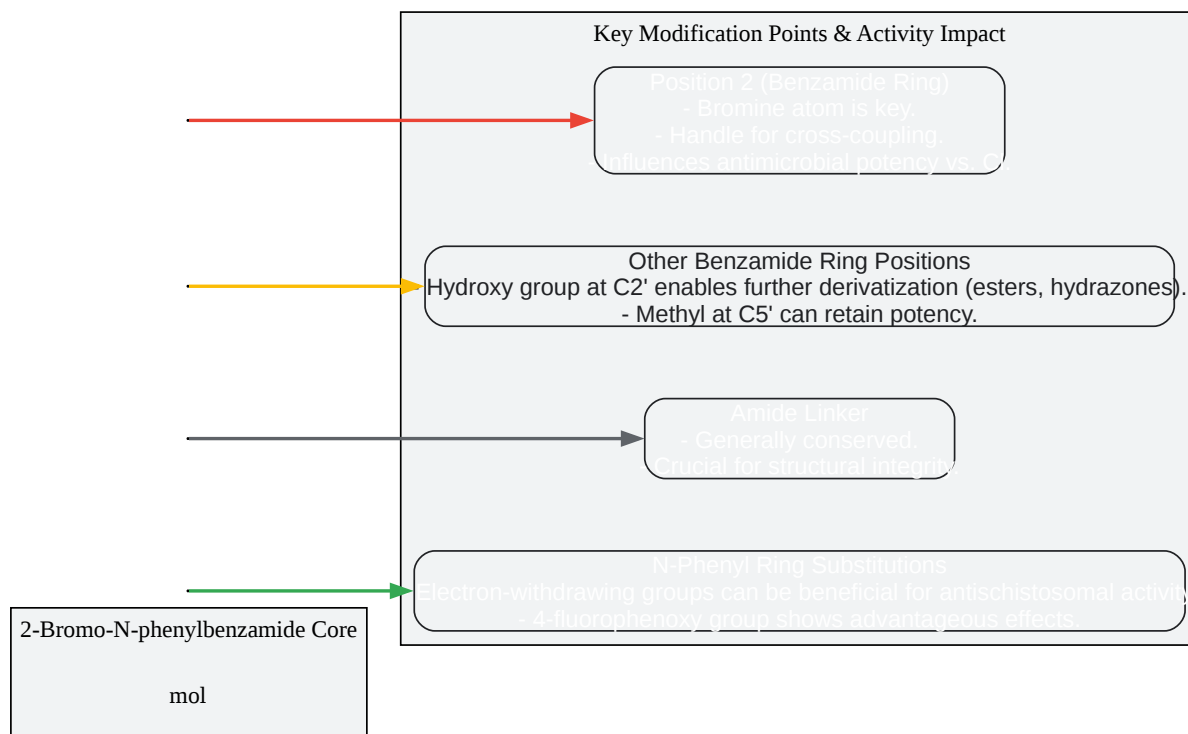 Key Modification Points & Activity Impact
Position 2 (Benzamide Ring)
- Bromine atom is key.
- Handle for cross-coupling.
- Influences antimicrobial potency vs. Cl.
Other Benzamide Ring Positions
Hydroxy group at C2' enables further derivatization (esters, hydrazones).
- Methyl at C5' can retain potency.
Amide Linker
- Generally conserved.
- Crucial for structural integrity.
N-Phenyl Ring Substitutions
Electron-withdrawing groups can be beneficial for antischistosomal activity
- 4-fluorophenoxy group shows advantageous effects.
2-Bromo-N-phenylbenzamide Core
mol